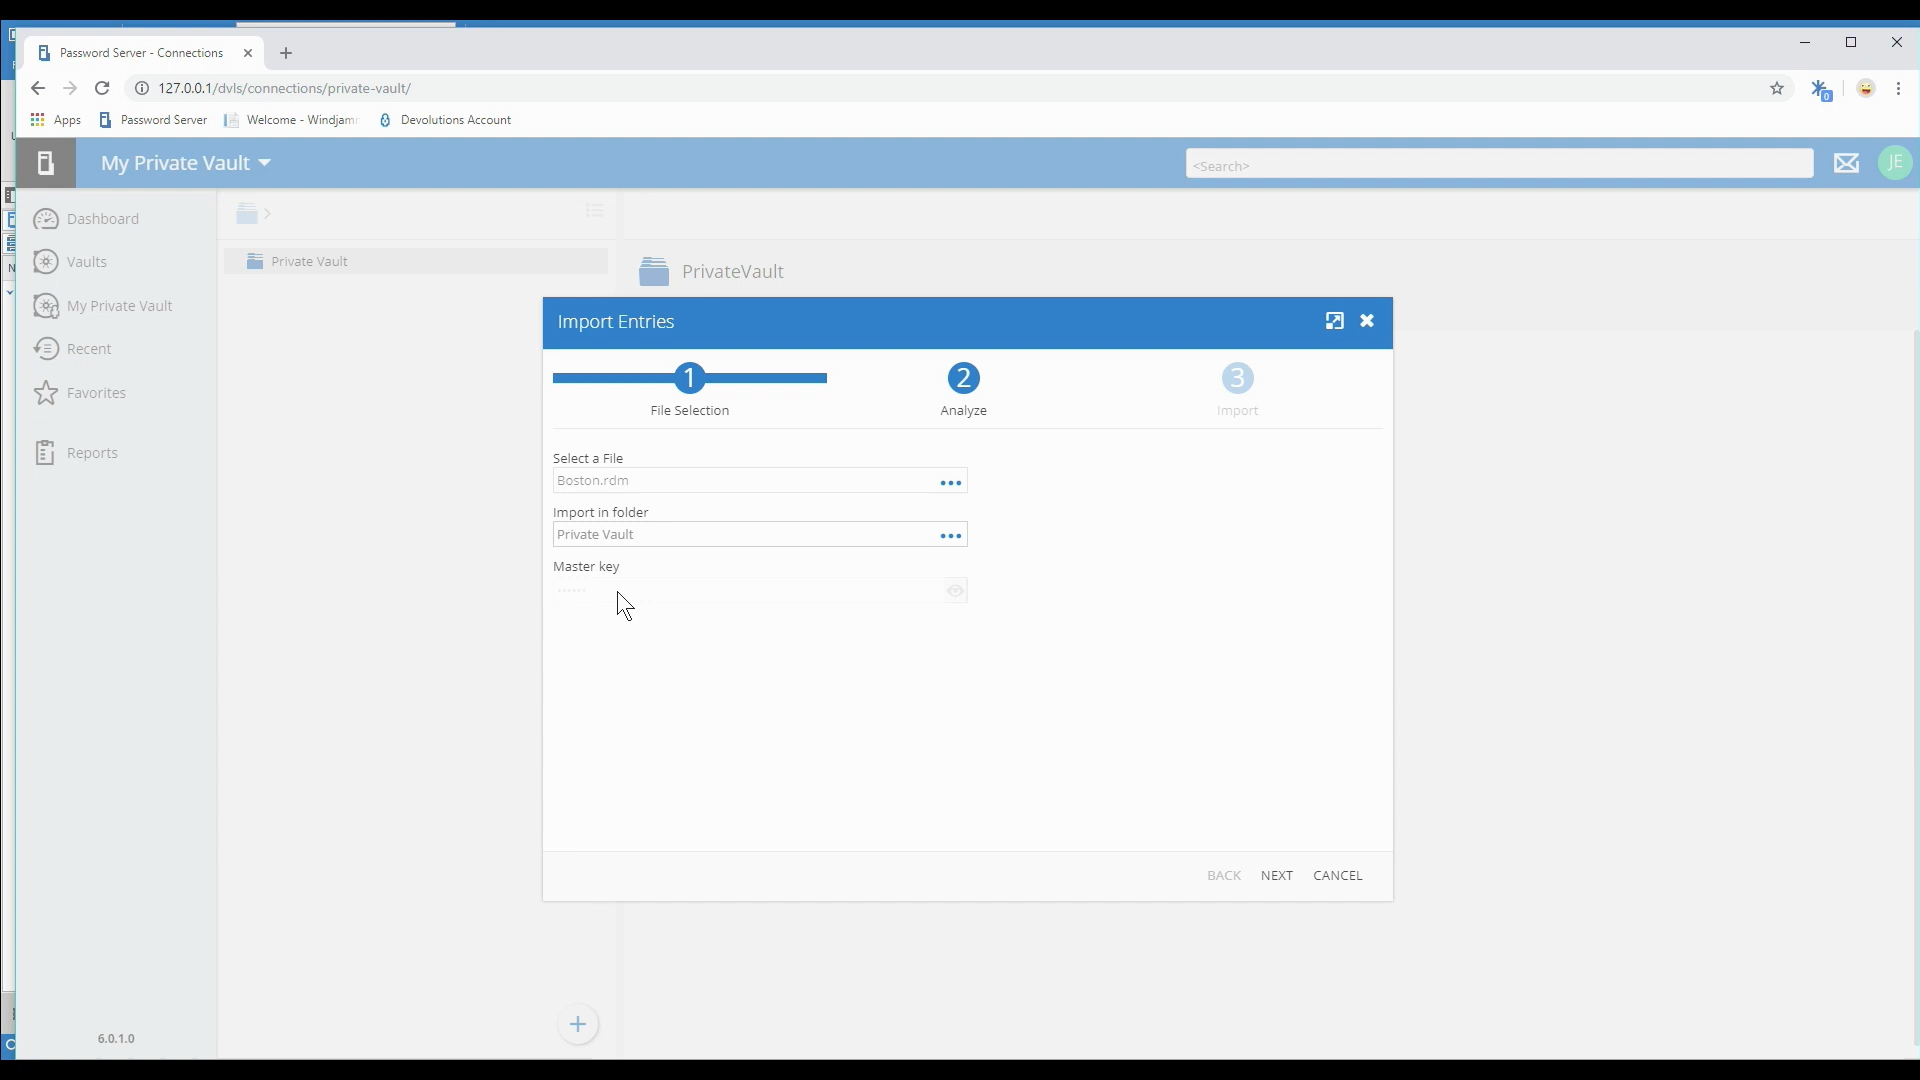 Password Server - Connections
127.0.0.1/dvls/connections/private-vault/
0
Apps
Password Server
Welcome - Windjam
Devolutions Account
My Private Vault
<Search>
JE
Dashboard
Vaults
My Private Vault
Recent
Favorites
Reports
6.0.1.0
Private Vault
PrivateVault
Import Entries
1
2
3
File Selection
Analyze
Import
Select a File
Boston.rdm
Import in folder
Private Vault
Master key
BACK NEXT CANCEL